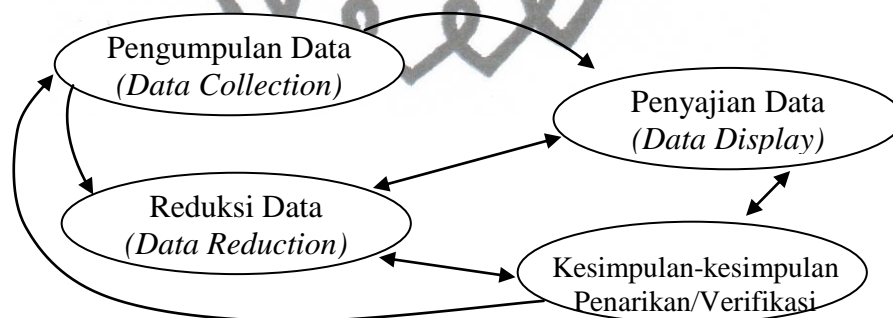 Pengumpulan Data
(Data Collection)
Penyajian Data
(Data Display)
Reduksi Data
(Data Reduction)
Kesimpulan-kesimpulan
Penarikan/Verifikasi